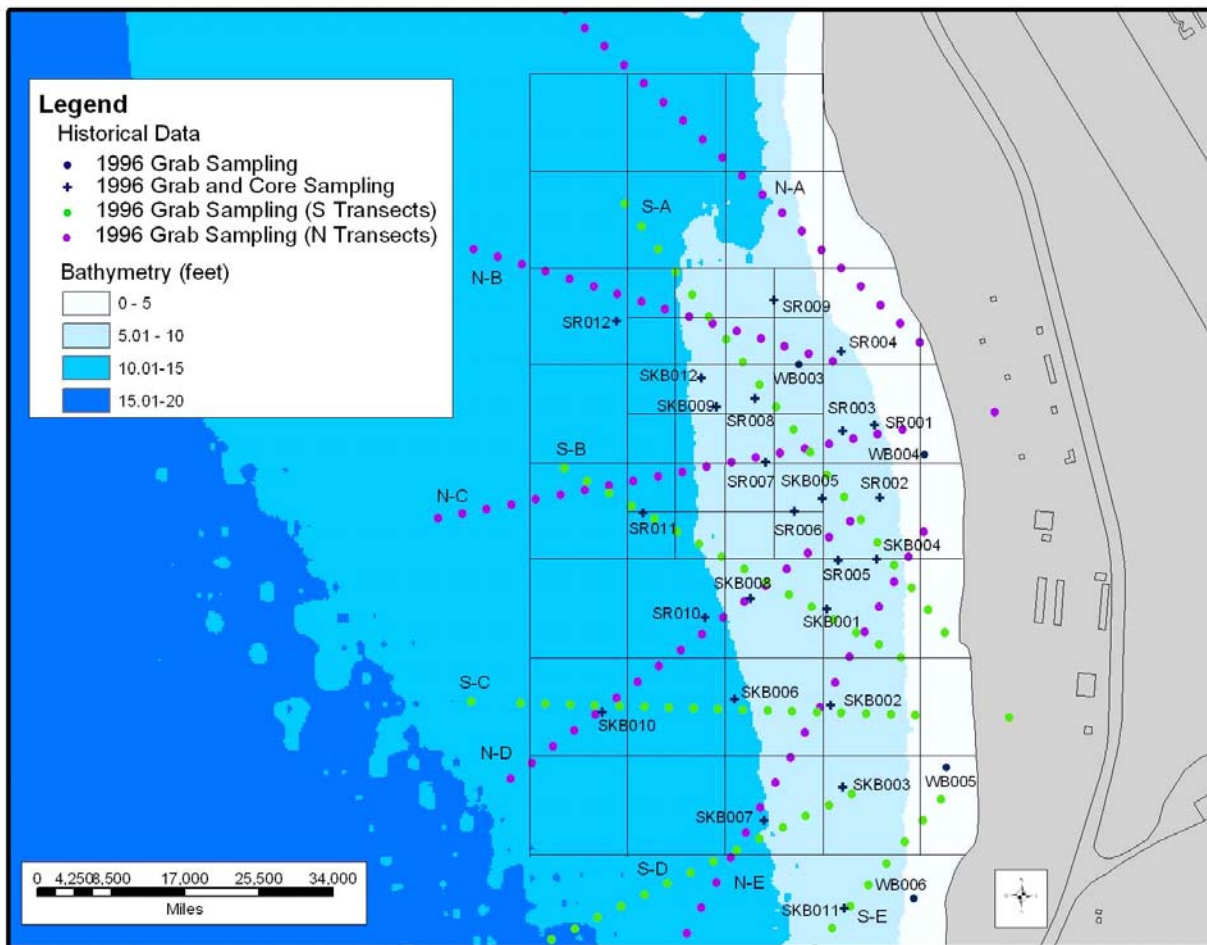 Legend
Historical Data
1996 Grab Sampling
1996 Grab and Core Sampling
1996 Grab Sampling (S Transects)
1996 Grab Sampling (N Transects)
Bathymetry (feet)
0 - 5
5.01 - 10
10.01-15
15.01-20
N-A
S-A
N-B
SR009
SR012
SR004
WB003
SKB012
SKB009
SR008
SR003
SR001
WB004
S-B
SR007
N-C
SKB005
SR002
SR011
SR006
SKB004
SR005
SKB008
SR010
SKB001
S-C
SKB006
SKB002
SKB010
N-D
WB005
SKB003
SKB007
S-D
N-E
WB006
SKB011
S-E
0 4,250 8,500 17,000 25,500 34,000
Miles